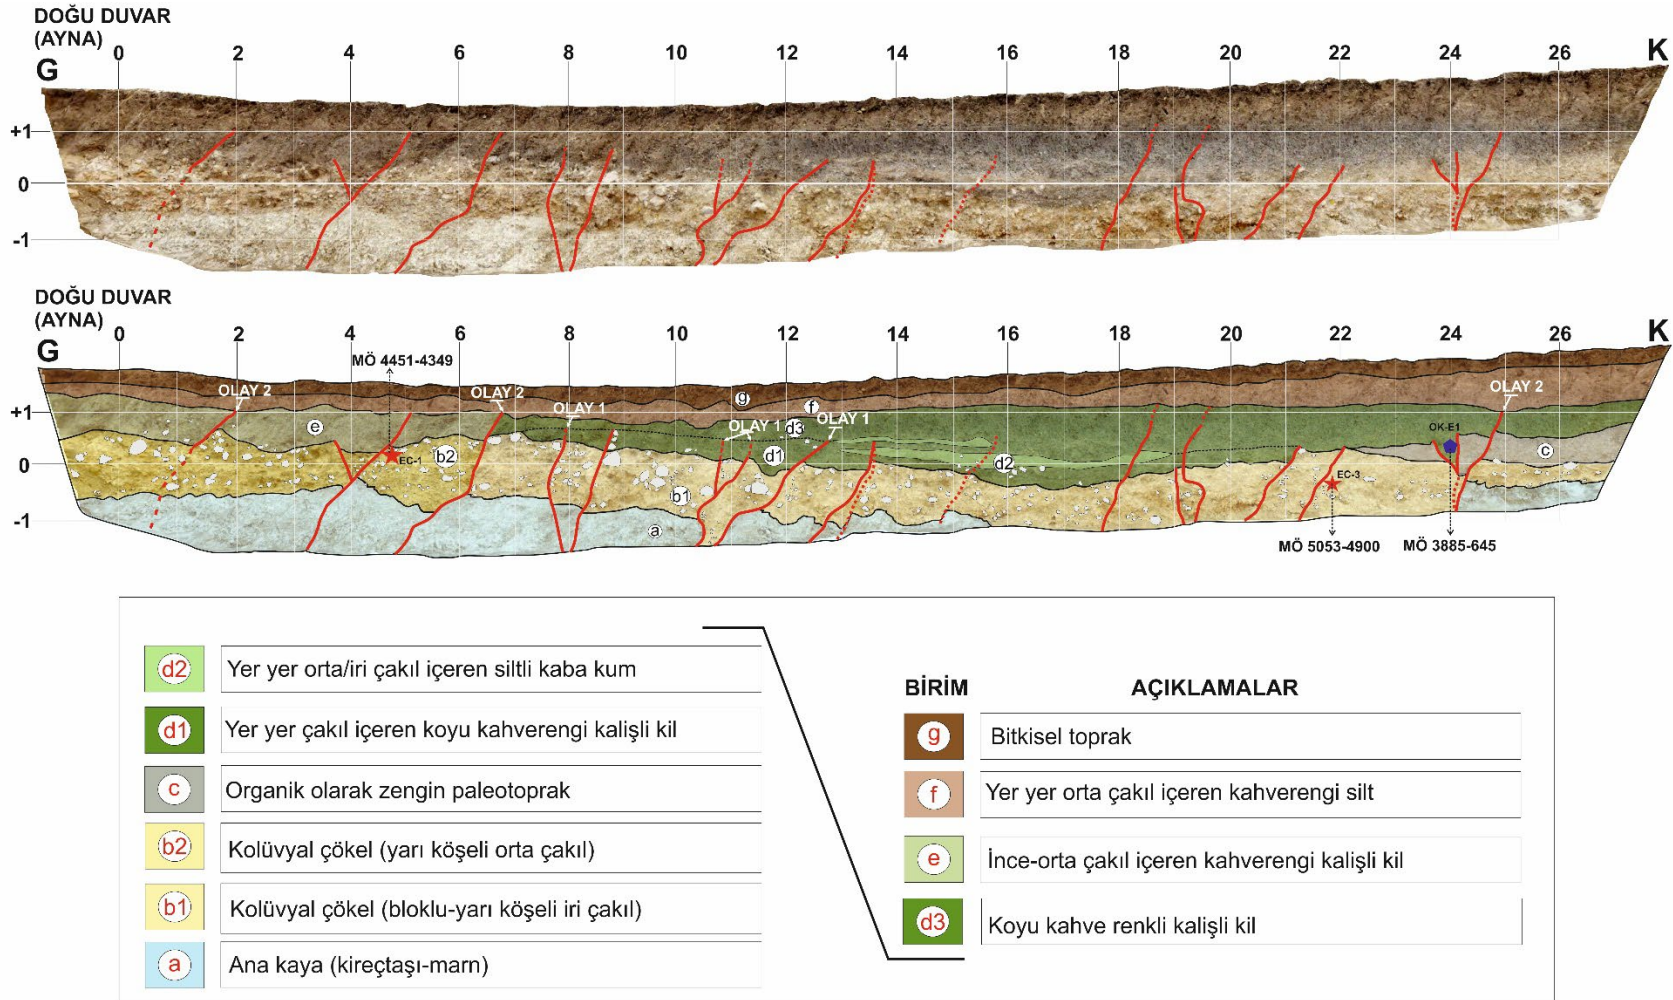 DOĞU DUVAR
(AYNA)
0 2 4 6 8 10 12 14 16 18 20 22 24 26
G K
+1
0
-1
DOĞU DUVAR
(AYNA)
0 2 4 6 8 10 12 14 16 18 20 22 24 26
G K
MÖ 4451-4349
OLAY 2 OLAY 2 OLAY 1 OLAY 1 OLAY 1 OLAY 2
+1
0
-1
g
f
e
d3
OK-E1
EC-1
b2
d1
d2
c
EC-3
b1
a
MÖ 5053-4900 MÖ 3885-645
d2 Yer yer orta/iri çakıl içeren siltli kaba kum
d1 Yer yer çakıl içeren koyu kahverengi kalişli kil
c Organik olarak zengin paleotoprak
b2 Kolüvyal çökel (yarı köşeli orta çakıl)
b1 Kolüvyal çökel (bloklu-yarı köşeli iri çakıl)
a Ana kaya (kireçtaşı-marn)
BİRİM AÇIKLAMALAR
g Bitkisel toprak
f Yer yer orta çakıl içeren kahverengi silt
e İnce-orta çakıl içeren kahverengi kalişli kil
d3 Koyu kahve renkli kalişli kil